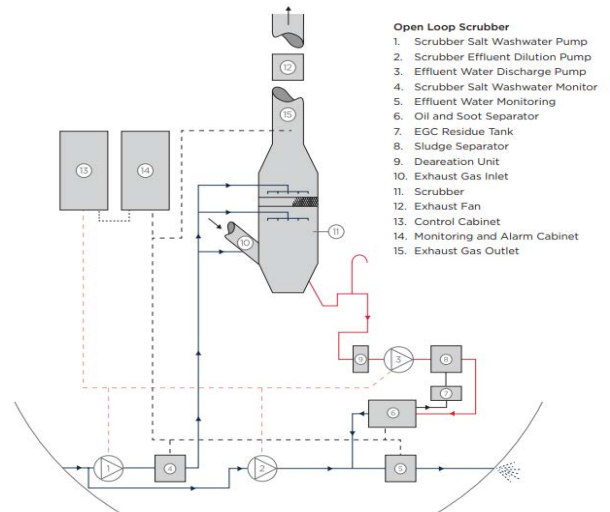 Open Loop Scrubber
1. Scrubber Salt Washwater Pump
2. Scrubber Effluent Dilution Pump
3. Effluent Water Discharge Pump
4. Scrubber Salt Washwater Monitor
5. Effluent Water Monitoring
6. Oil and Soot Separator
7. EGC Residue Tank
8. Sludge Separator
9. Deareation Unit
10. Exhaust Gas Inlet
11. Scrubber
12. Exhaust Fan
13. Control Cabinet
14. Monitoring and Alarm Cabinet
15. Exhaust Gas Outlet
12
15
13
14
11
10
9
3
8
7
6
1
4
2
5